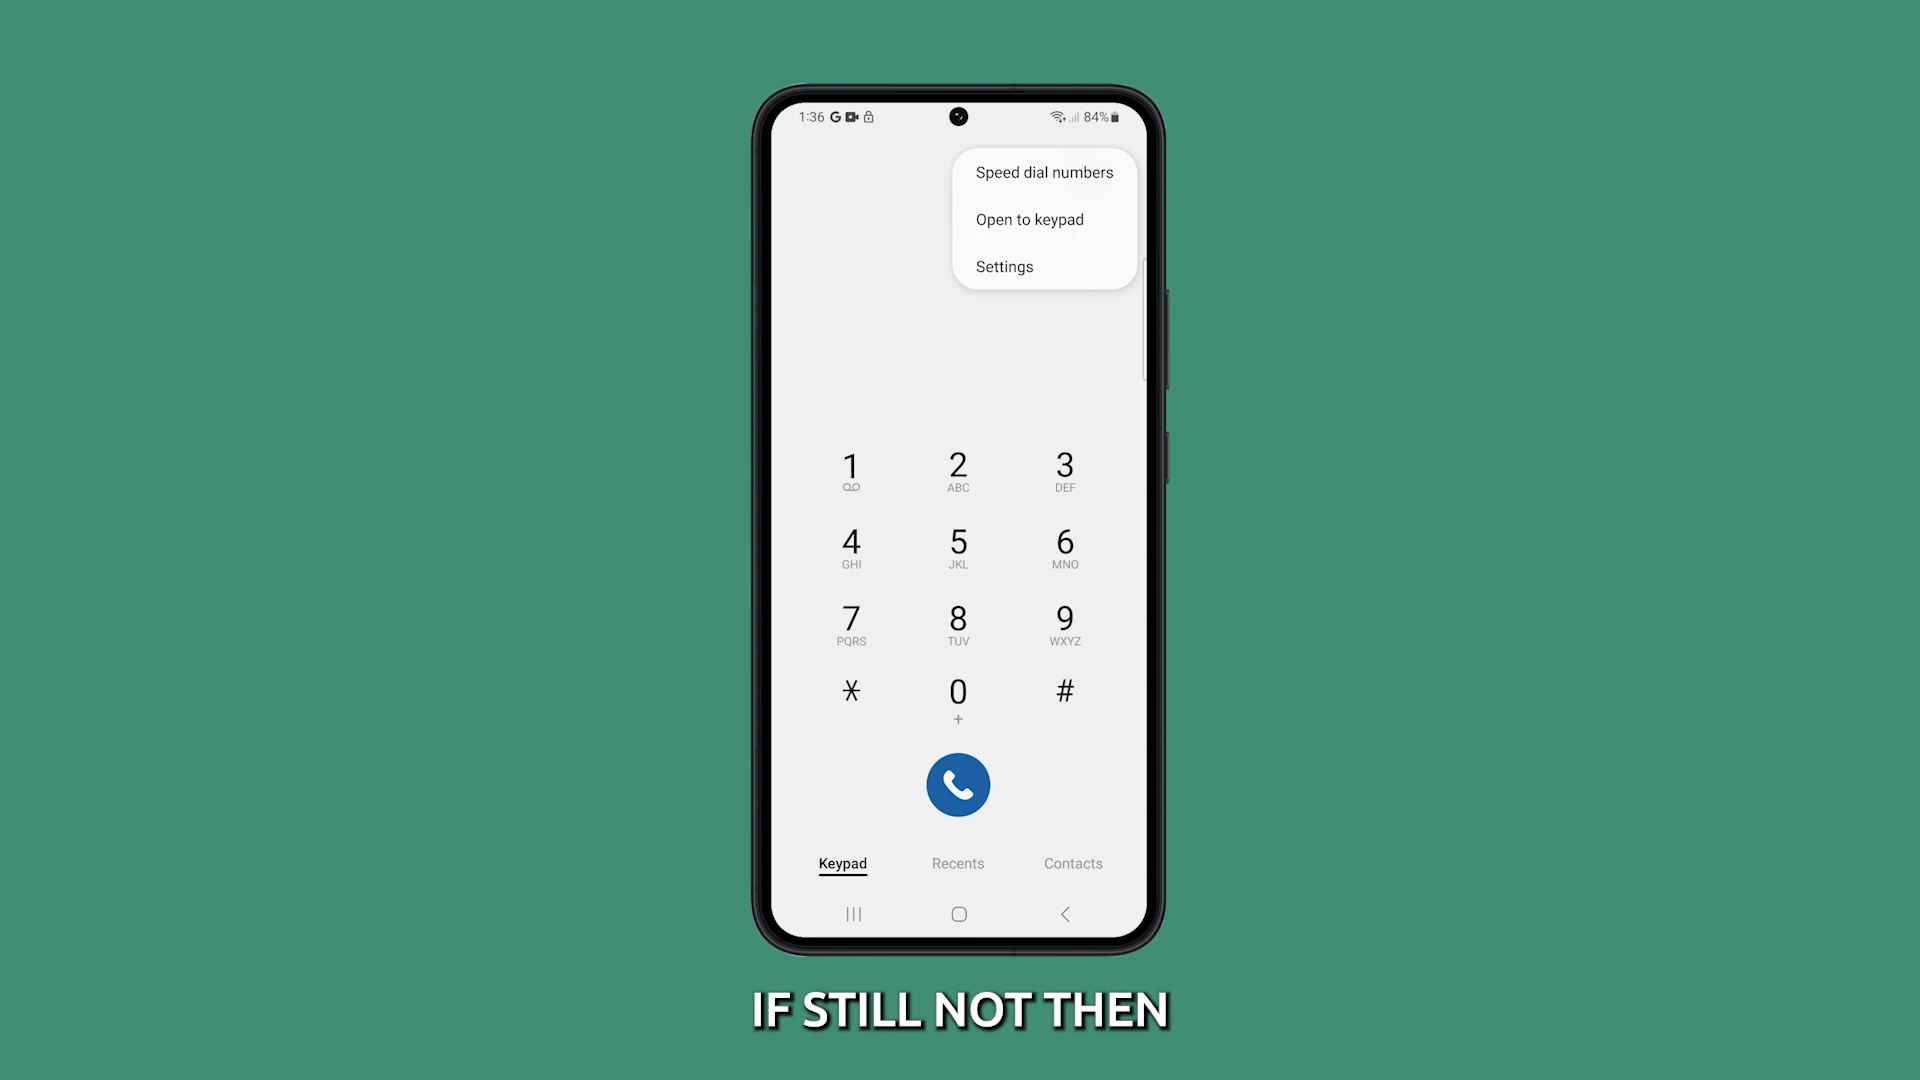 1:36 G 84%
Speed dial numbers
Open to keypad
Settings
1 2 3
ABC DEF
4 5 6
GHI JKL MNO
7 8 9
PQRS TUV WXYZ
* 0 #
+
Keypad Recents Contacts
IF STILL NOT THEN